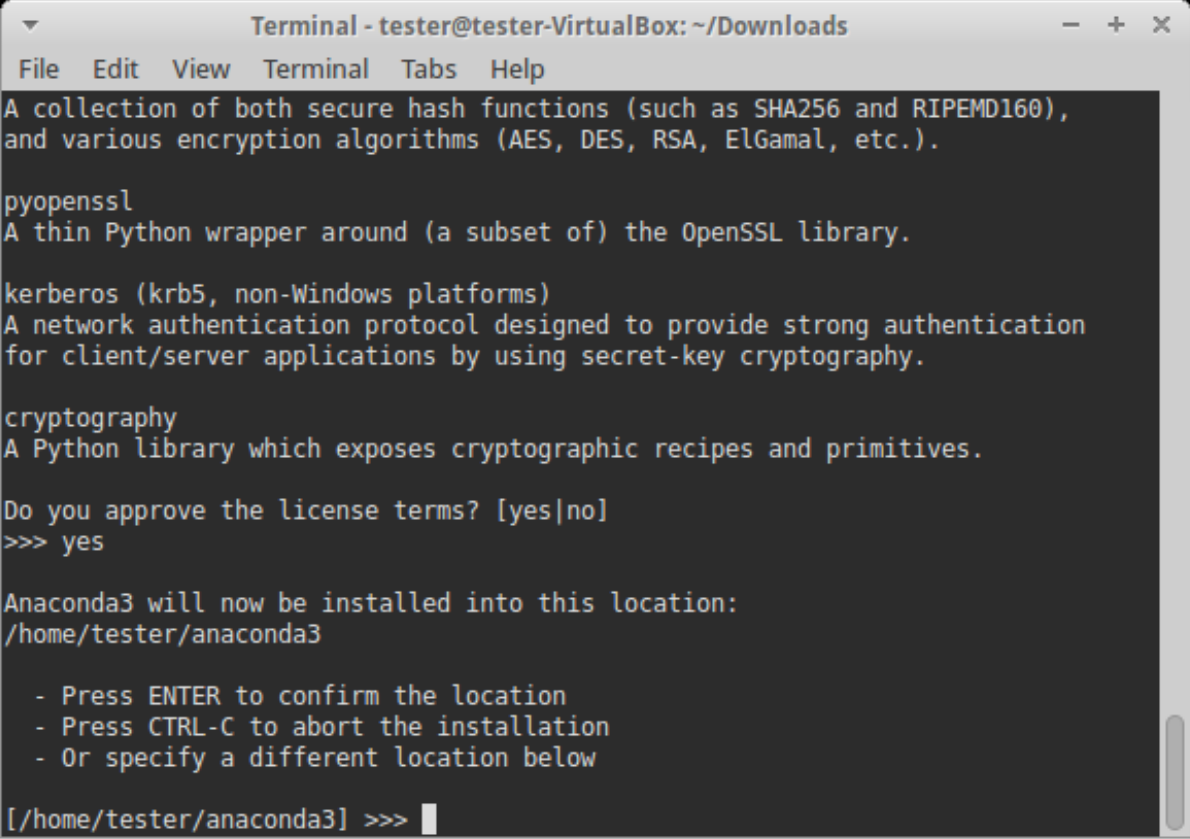 Terminal - tester@tester-VirtualBox: ~/Downloads
File Edit View Terminal Tabs Help
A collection of both secure hash functions (such as SHA256 and RIPEMD160),
and various encryption algorithms (AES, DES, RSA, ElGamal, etc.).
pyopenssl
A thin Python wrapper around (a subset of) the OpenSSL library.
kerberos (krb5, non-Windows platforms)
A network authentication protocol designed to provide strong authentication
for client/server applications by using secret-key cryptography.
cryptography
A Python library which exposes cryptographic recipes and primitives.
Do you approve the license terms? [yes|no]
>>> yes
Anaconda3 will now be installed into this location:
/home/tester/anaconda3
- Press ENTER to confirm the location
- Press CTRL-C to abort the installation
- Or specify a different location below
[/home/tester/anaconda3] >>>